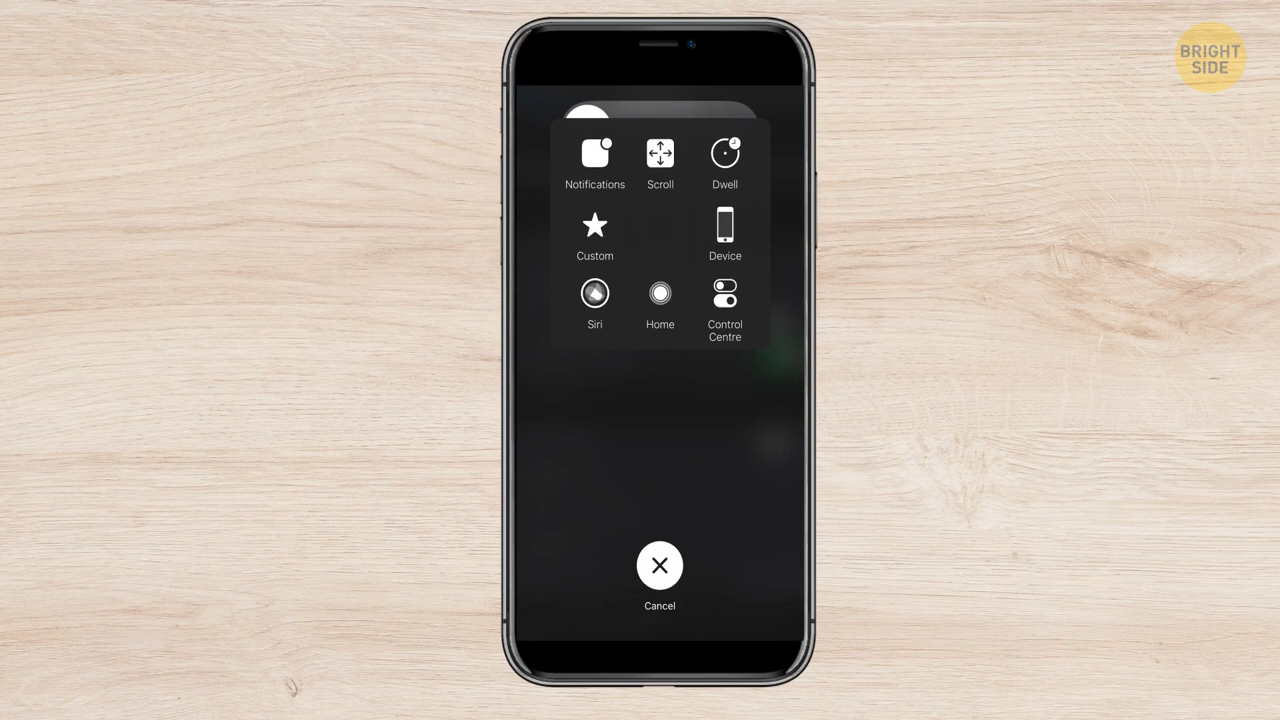 BRIGHT
SIDE
Notifications
Scroll
Dwell
Custom
Device
Siri
Home
Control
Centre
Cancel